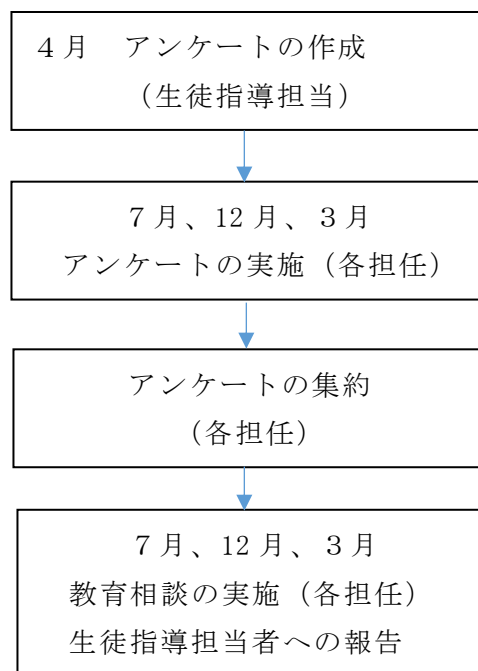 ４月　アンケートの作成
（生徒指導担当）
７月、12月、３月
アンケートの実施（各担任）
アンケートの集約
（各担任）
７月、12月、３月
教育相談の実施（各担任）
生徒指導担当者への報告